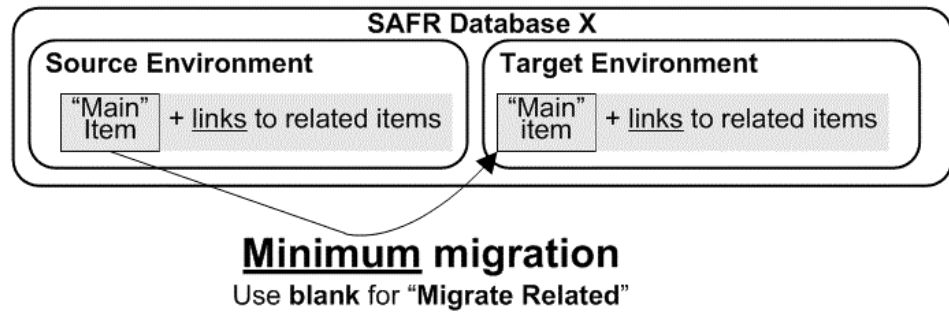 SAFR Database X
Source Environment
“Main”
Item
+ links to related items
Target Environment
“Main”
item
+ links to related items
Minimum migration
Use blank for “Migrate Related”